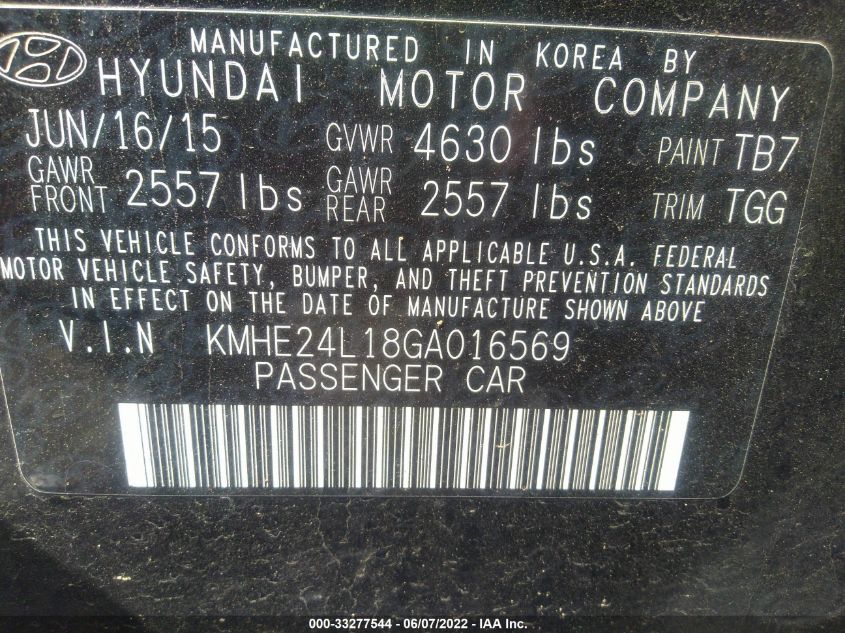 MANUFACTURED IN KOREA BY
HYUNDAI MOTOR COMPANY
JUN/16/15 GVWR 4630 lbs PAINT TB7
GAWR FRONT 2557 lbs GAWR REAR 2557 lbs TRIM TGG
THIS VEHICLE CONFORMS TO ALL APPLICABLE U.S.A. FEDERAL
MOTOR VEHICLE SAFETY, BUMPER, AND THEFT PREVENTION STANDARDS
IN EFFECT ON THE DATE OF MANUFACTURE SHOWN ABOVE
V.I.N KMHE24L18GA016569
PASSENGER CAR
000-33277544 - 06/07/2022 - IAA Inc.